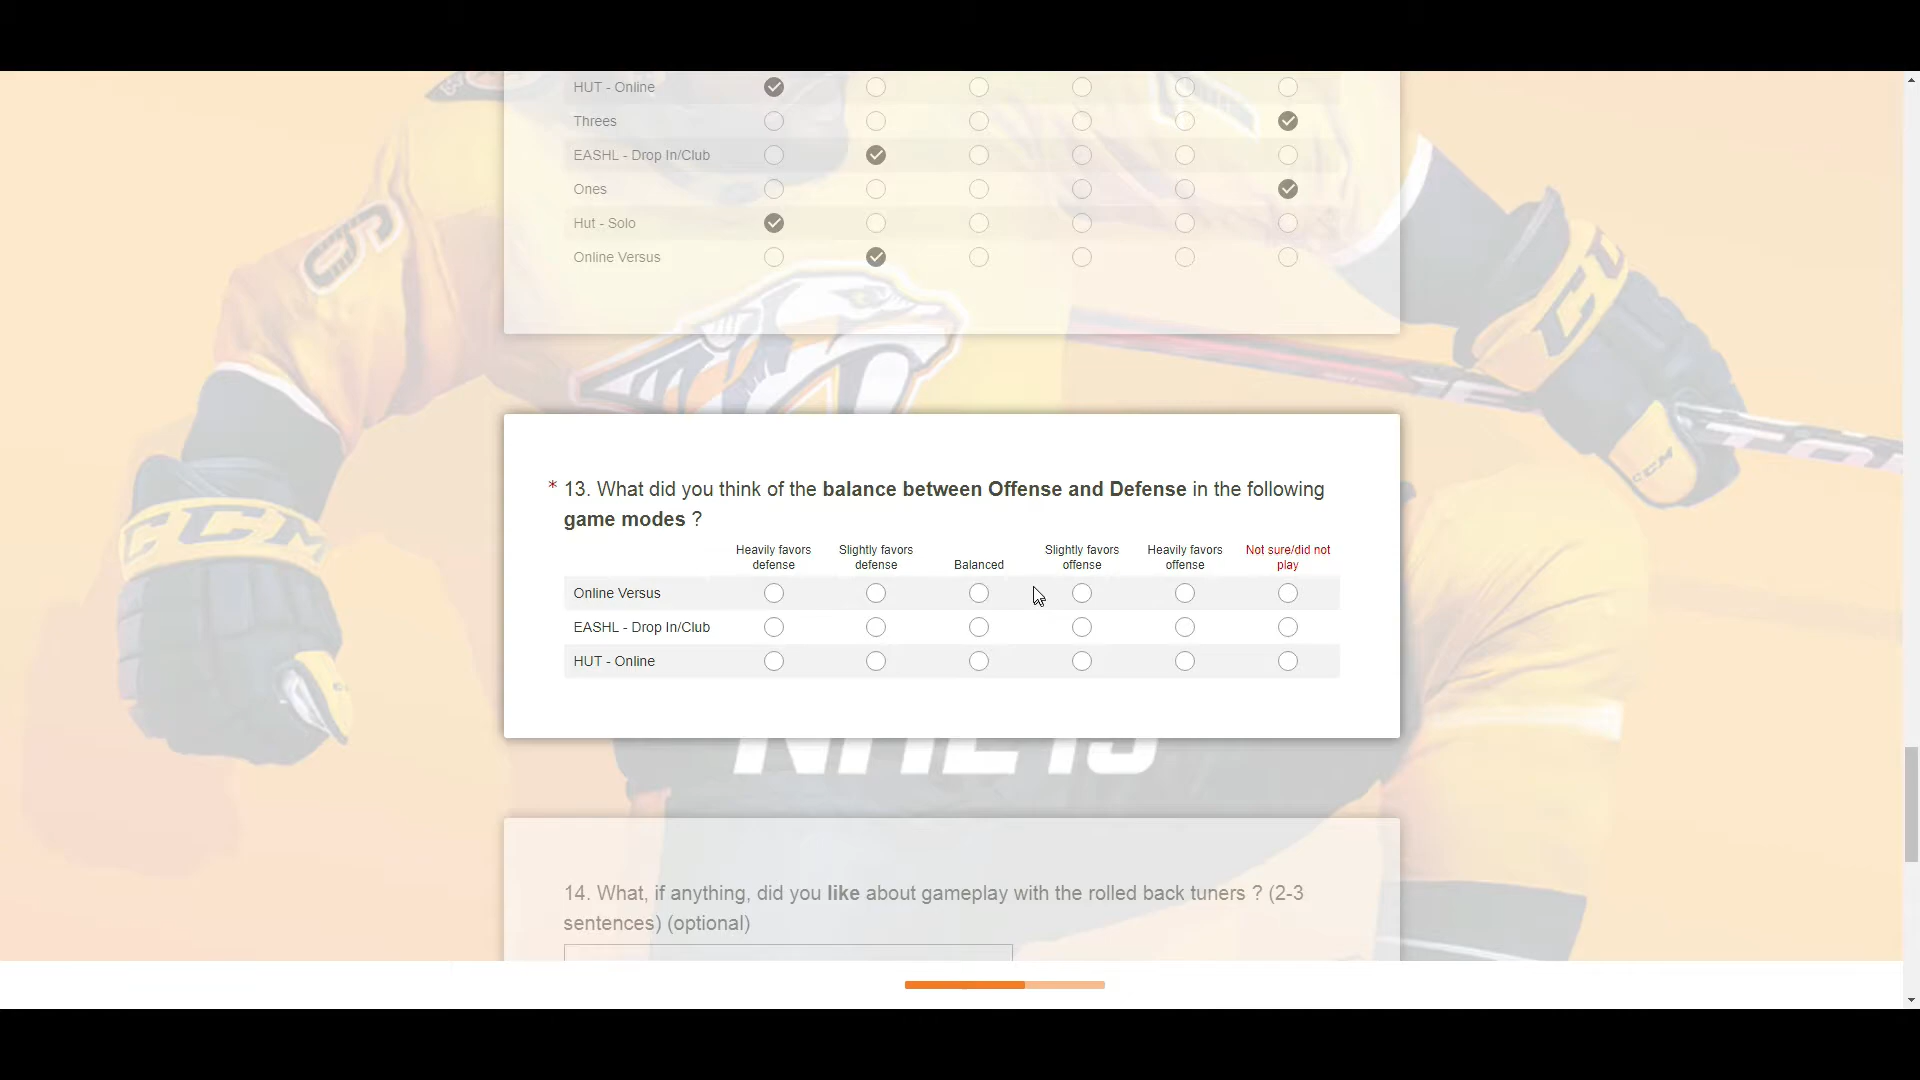 HUT - Online
Threes
EASHL - Drop In/Club
Ones
Hut - Solo
Online Versus
* 13. What did you think of the balance between Offense and Defense in the following
game modes ?
Heavily favors defense
Slightly favors defense
Balanced
Slightly favors offense
Heavily favors offense
Not sure/did not play
Online Versus
EASHL - Drop In/Club
HUT - Online
14. What, if anything, did you like about gameplay with the rolled back tuners ? (2-3
sentences) (optional)
CCM
CCM
CCM